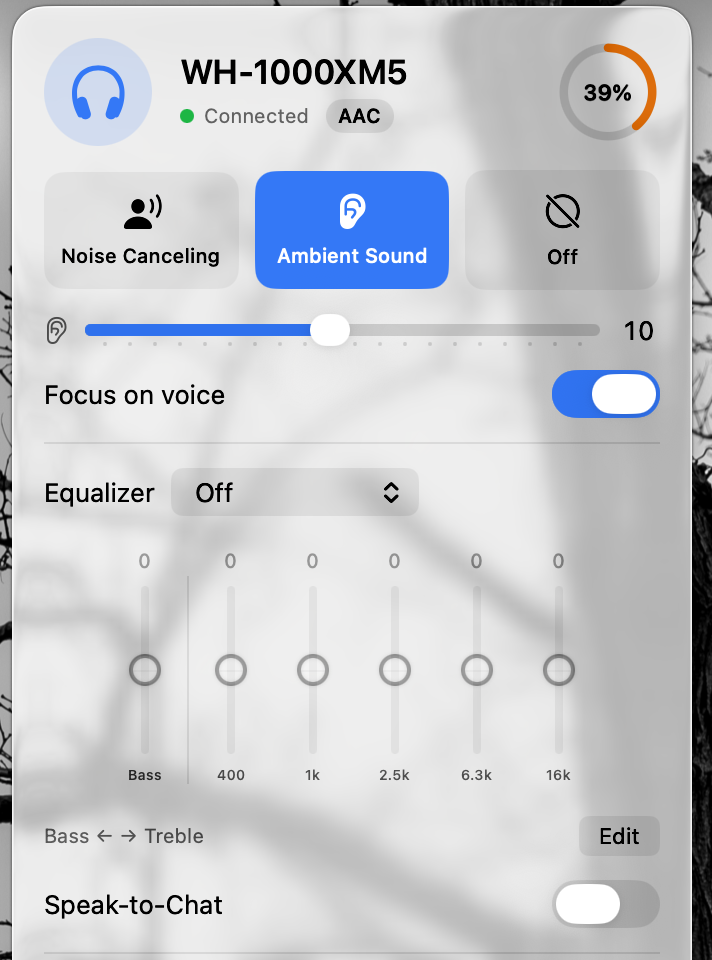 WH-1000XM5
Connected AAC
39%
Noise Canceling
Ambient Sound
Off
10
Focus on voice
Equalizer Off
0 0 0 0 0 0
Bass 400 1k 2.5k 6.3k 16k
Bass ← → Treble
Edit
Speak-to-Chat